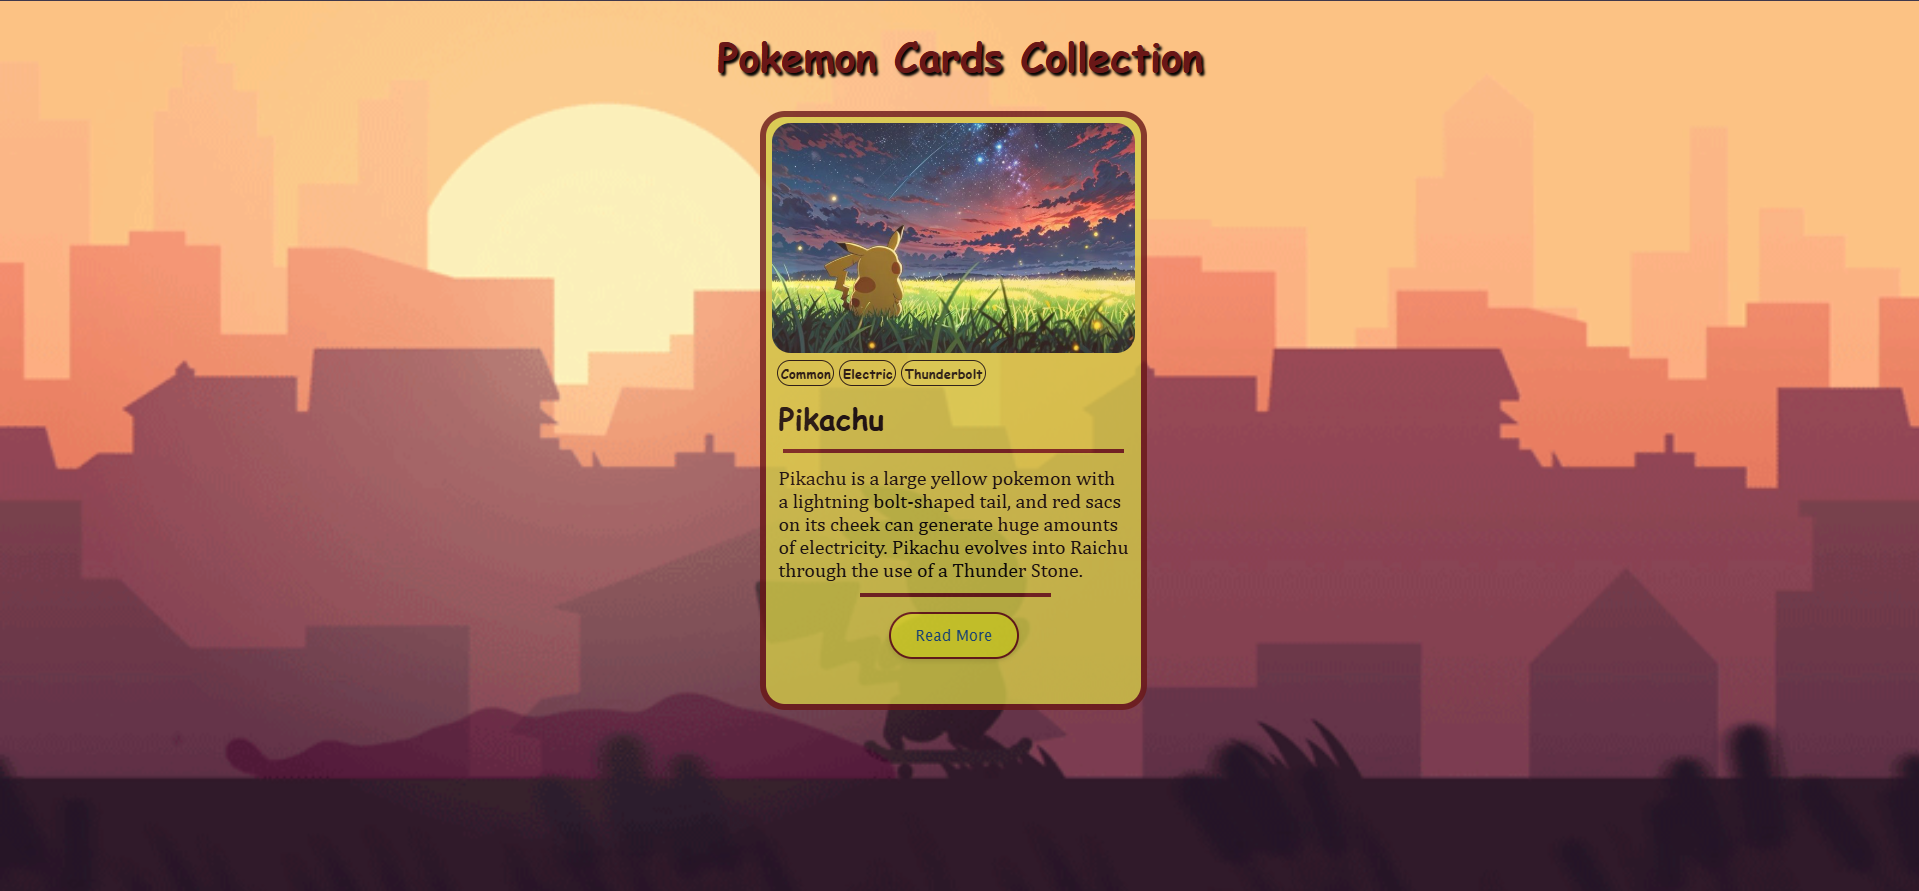 Pokemon Cards Collection
Common Electric Thunderbolt
Pikachu
Pikachu is a large yellow pokemon with
a lightning bolt-shaped tail, and red sacs
on its cheek can generate huge amounts
of electricity. Pikachu evolves into Raichu
through the use of a Thunder Stone.
Read More